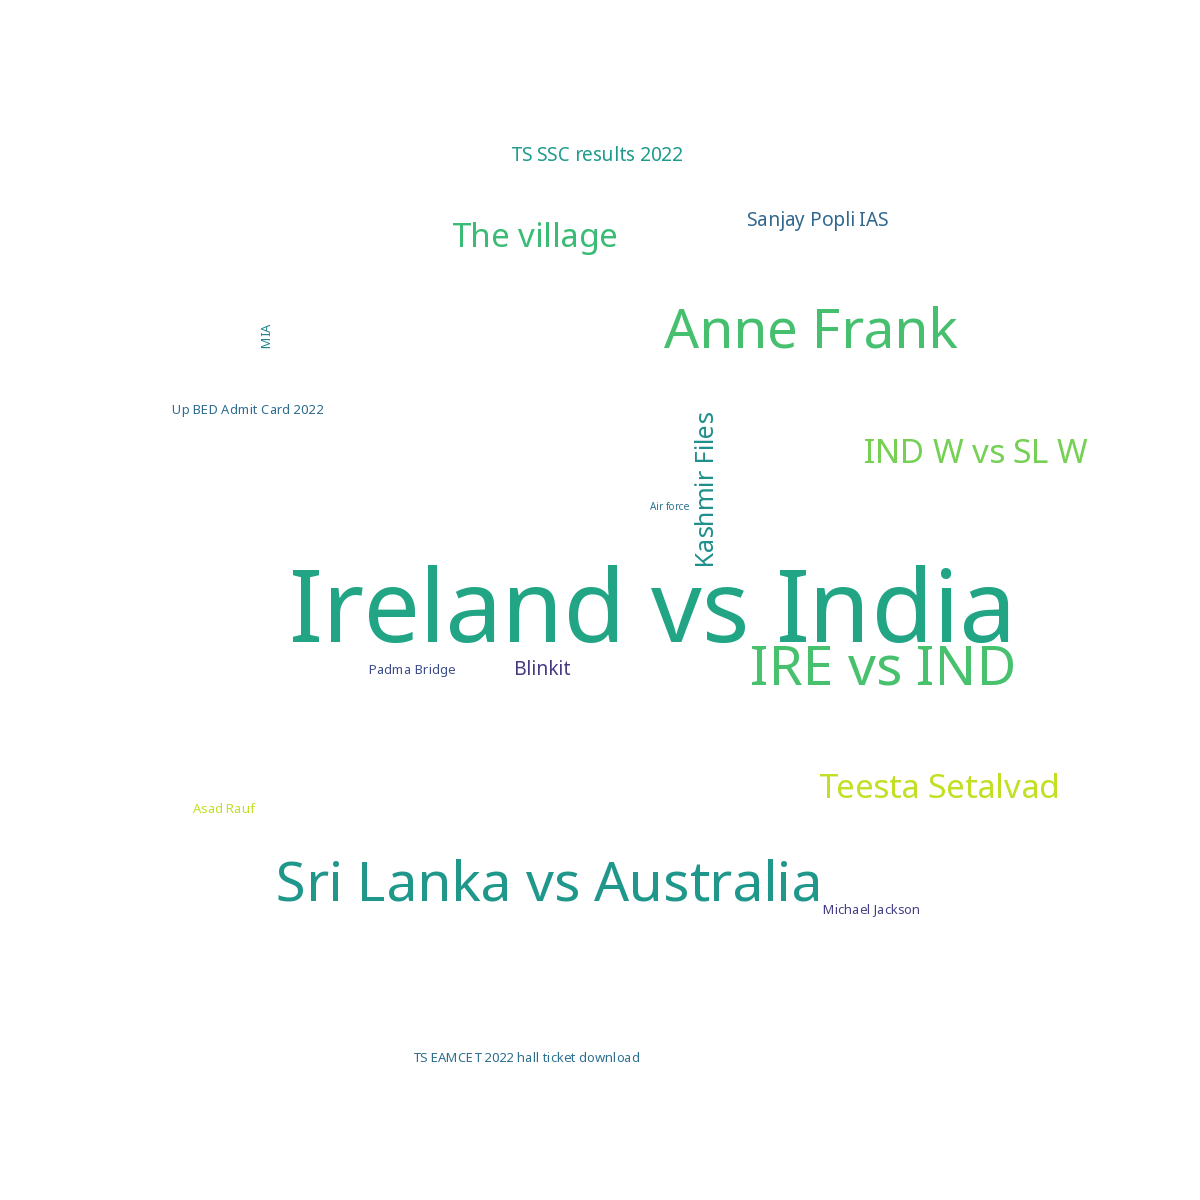 TS SSC results 2022
Sanjay Popli IAS
The village
Anne Frank
MIA
Up BED Admit Card 2022
IND W vs SL W
Kashmir Files
Air force
Ireland vs India
IRE vs IND
Padma Bridge
Blinkit
Teesta Setalvad
Asad Rauf
Sri Lanka vs Australia
Michael Jackson
TS EAMCET 2022 hall ticket download